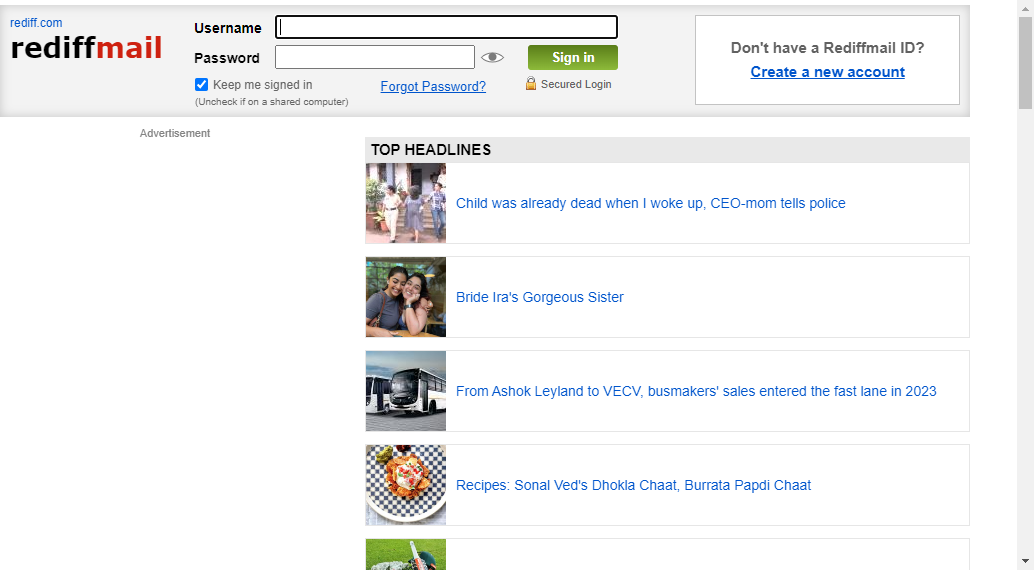 rediff.com
rediffmail
Username
Password
Sign in
Keep me signed in
(Uncheck if on a shared computer)
Forgot Password?
Secured Login
Don't have a Rediffmail ID?
Create a new account
Advertisement
TOP HEADLINES
Child was already dead when I woke up, CEO-mom tells police
Bride Ira's Gorgeous Sister
From Ashok Leyland to VECV, busmakers' sales entered the fast lane in 2023
Recipes: Sonal Ved's Dhokla Chaat, Burrata Papdi Chaat